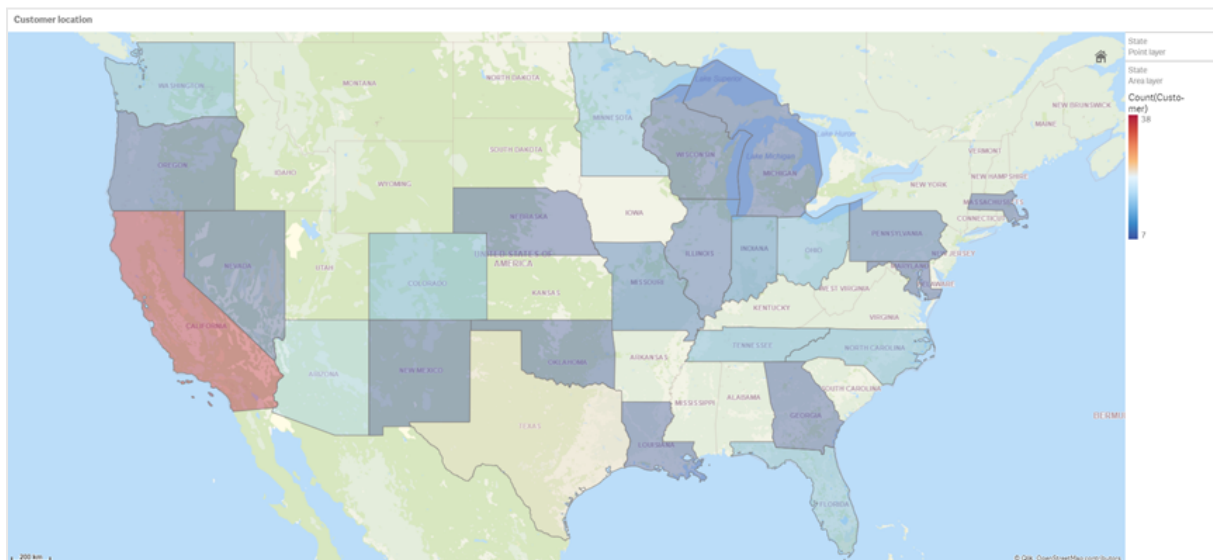 Customer location
State
Point layer
State
Area layer
Count(Custo-
mer)
38
7
WASHINGTON
MONTANA
NORTH DAKOTA
MINNESOTA
Lake Superior
NEW BRUNSWICK
MAINE
Lake Huron
OREGON
IDAHO
SOUTH DAKOTA
WISCONSIN
Lake Michigan
MICHIGAN
VERMONT
NEW HAMPSHIRE
WYOMING
NEW YORK
MASSACHUSETTS
IOWA
NEBRASKA
CONNECTICUT
PENNSYLVANIA
NEVADA
UTAH
UNITED STATES OF
AMERICA
ILLINOIS
INDIANA
OHIO
NEW JERSEY
MARYLAND
COLORADO
KANSAS
MISSOURI
WEST VIRGINIA
DELAWARE
KENTUCKY
VIRGINIA
CALIFORNIA
TENNESSEE
NORTH CAROLINA
ARIZONA
NEW MEXICO
OKLAHOMA
ARKANSAS
SOUTH CAROLINA
MISSISSIPPI
ALABAMA
GEORGIA
BERMU
TEXAS
LOUISIANA
FLORIDA
200 km
© Qlik, OpenStreetMap contributors